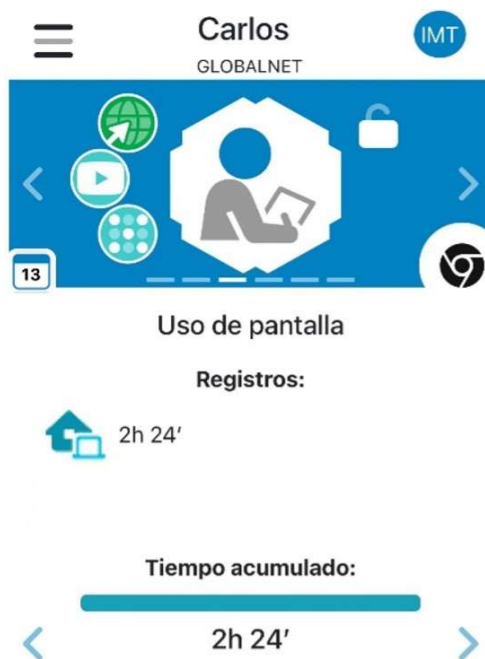 Carlos
IMT
GLOBALNET
13
Uso de pantalla
Registros:
2h 24’
Tiempo acumulado:
2h 24’